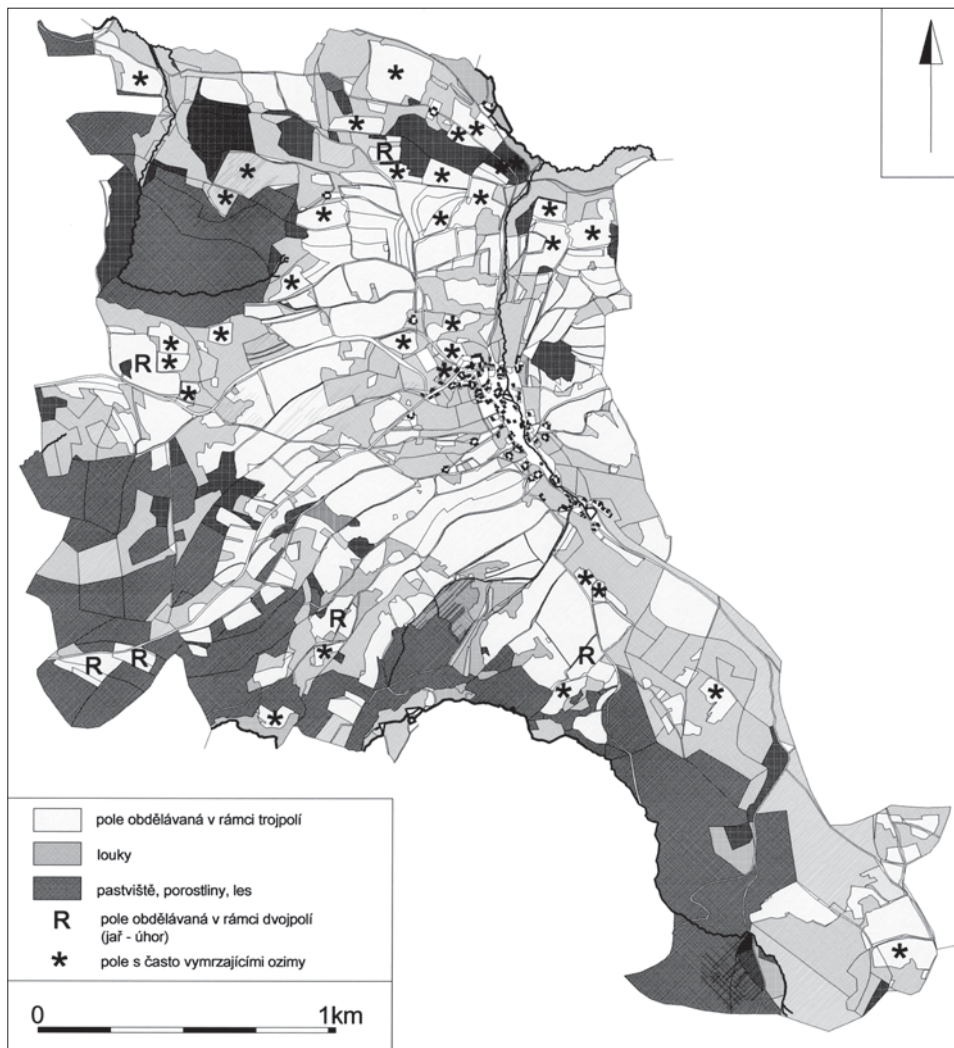 R
R
R
R
R
R
pole obdělávaná v rámci trojpolí
louky
pastviště, porostliny, les
R pole obdělávaná v rámci dvojpolí
(jař - úhor)
* pole s často vymrzajícími ozimy
0 1km